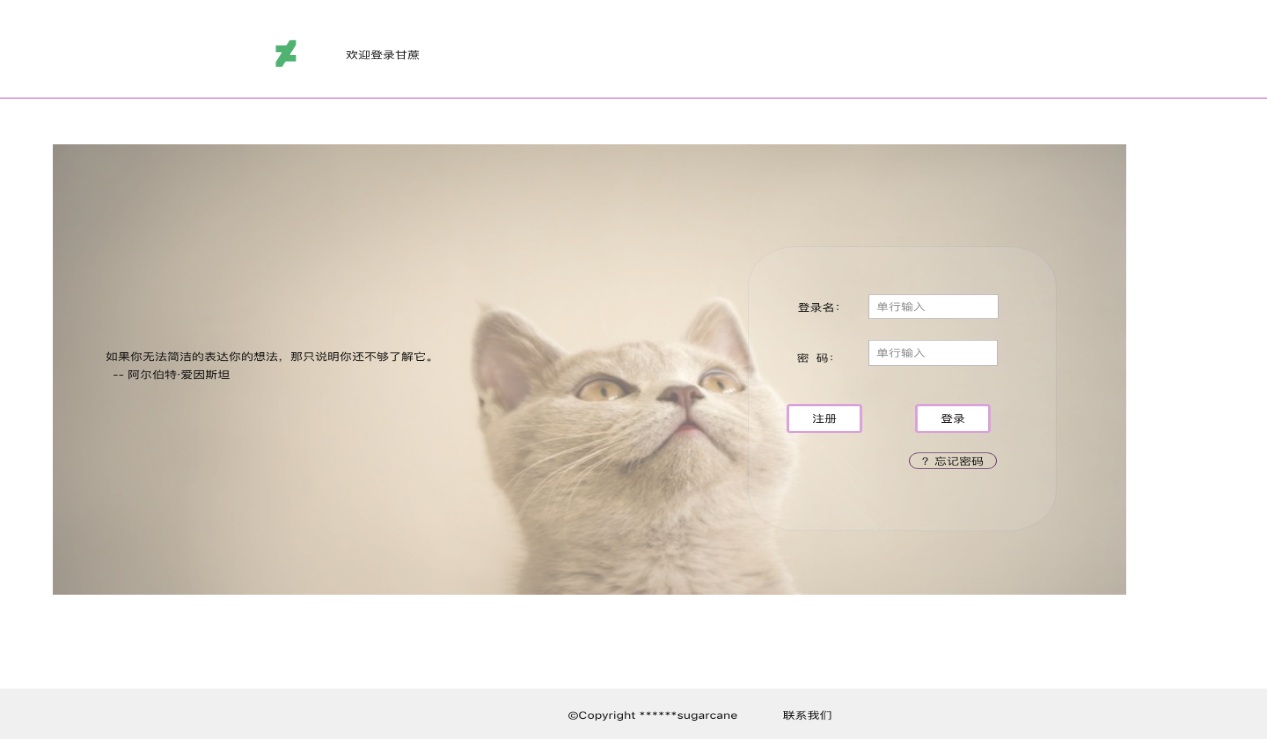 欢迎登录甘蔗
如果你无法简洁的表达你的想法，那只说明你还不够了解它。
-- 阿尔伯特·爱因斯坦
登录名： 单行输入
密 码： 单行输入
注册 登录
? 忘记密码
©Copyright ******sugarcane 联系我们